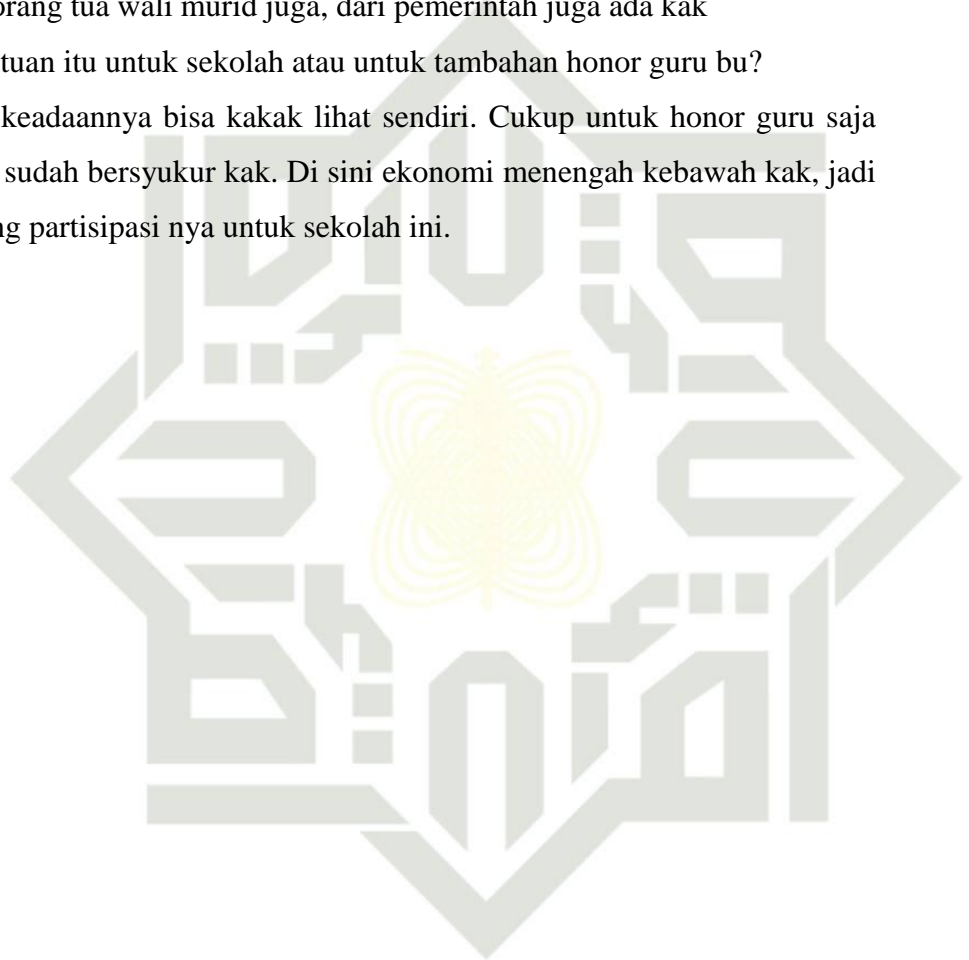 orang tua wali murid juga, dari pemerintah juga ada kak
tuan itu untuk sekolah atau untuk tambahan honor guru bu?
keadaannya bisa kakak lihat sendiri. Cukup untuk honor guru saja
sudah bersyukur kak. Di sini ekonomi menengah kebawah kak, jadi
ng partisipasi nya untuk sekolah ini.